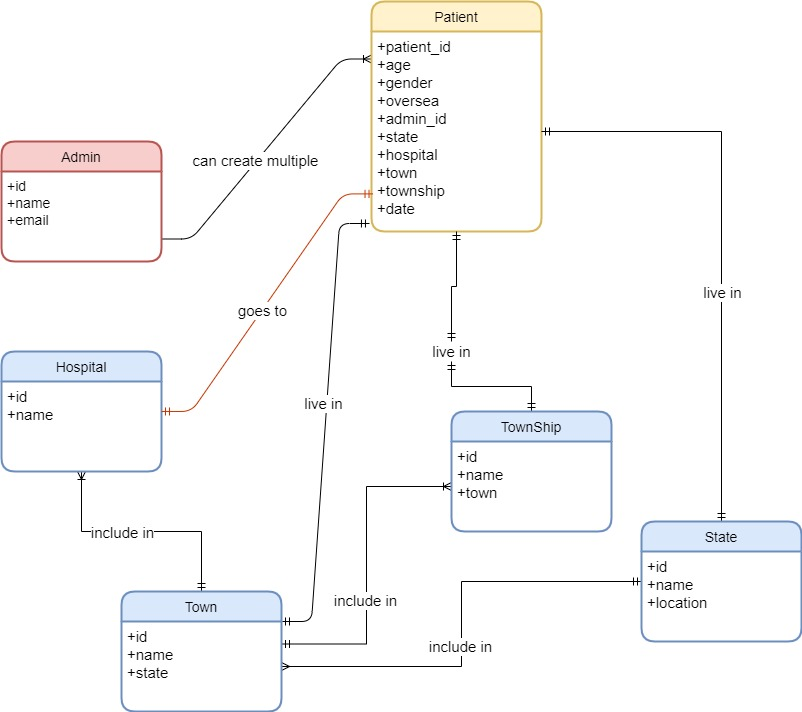 Patient
+patient_id
+age
+gender
+oversea
+admin_id
+state
+hospital
+town
+township
+date
can create multiple
Admin
+id
+name
+email
goes to
live in
live in
live in
Hospital
+id
+name
TownShip
+id
+name
+town
include in
State
+id
+name
+location
Town
+id
+name
+state
include in
include in